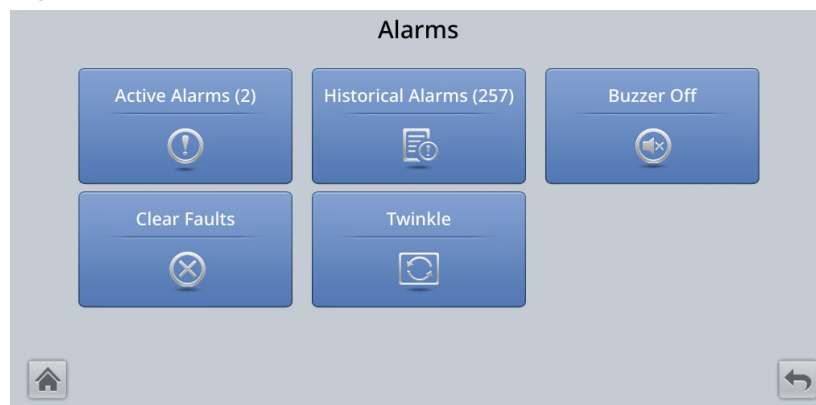 Alarms
Active Alarms (2)
Historical Alarms (257)
Buzzer Off
Clear Faults
Twinkle